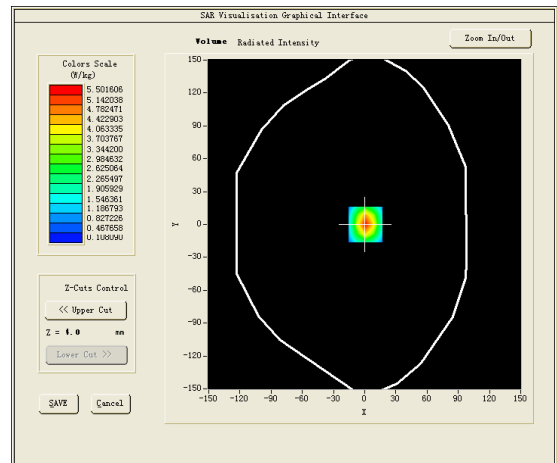 SAR Visualisation Graphical Interface
Volume Radiated Intensity
Zoom In/Out
Colors Scale
(W/kg)
5.501606
5.142038
4.782471
4.422903
4.063335
3.703767
3.344200
2.984632
2.625064
2.265497
1.905929
1.546361
1.186793
0.827226
0.467658
0.108090
Z-Cuts Control
<< Upper Cut
Z = 4.0 mm
Lower Cut >>
SAVE Cancel
150
120
90
60
30
0
-30
-60
-90
-120
-150
Y
-150 -120 -90 -60 -30 0 30 60 90 120 150
X